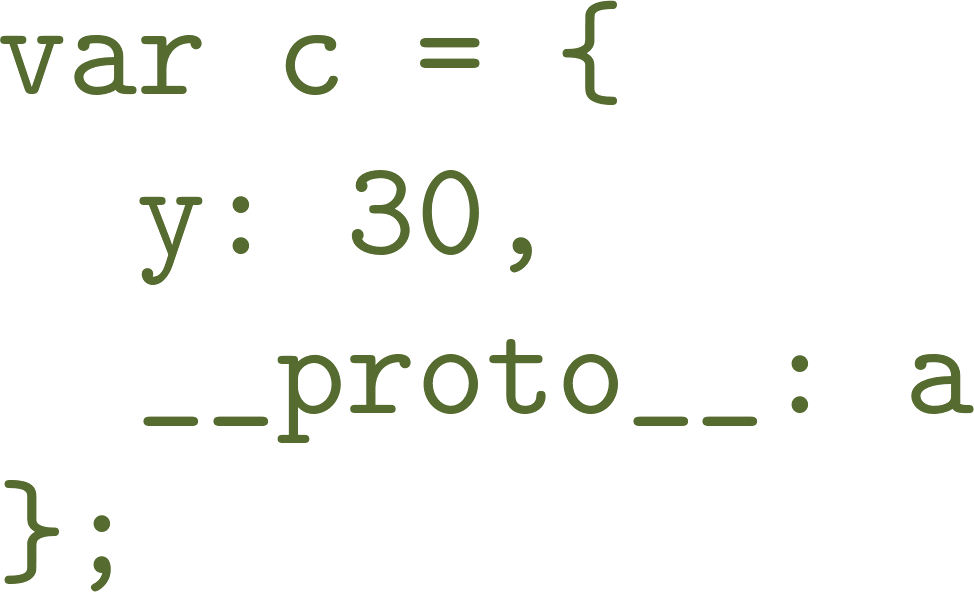 var c = {
  y: 30,
  __proto__: a
};